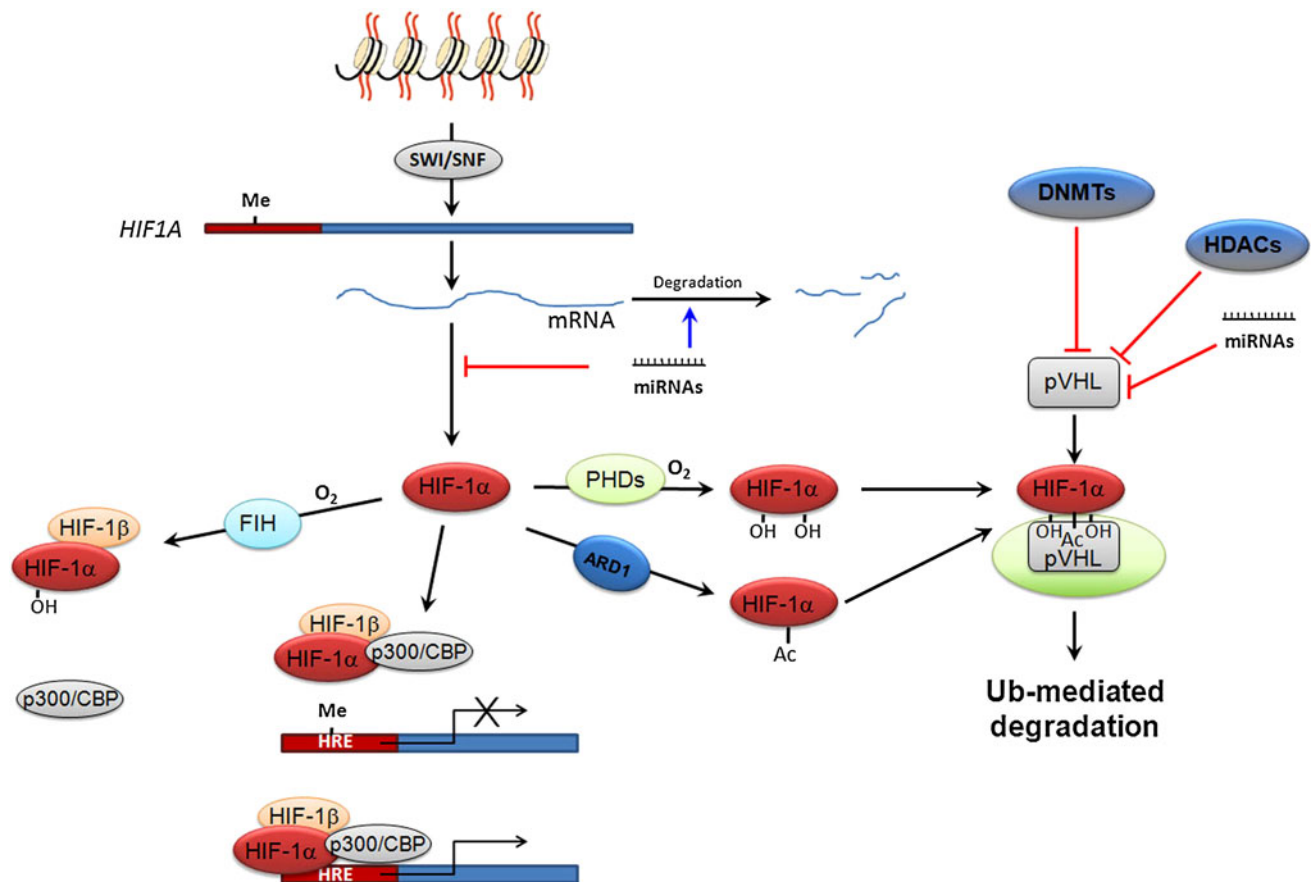 SWI/SNF
Me
HIF1A
DNMTs
HDACs
Degradation
mRNA
miRNAs
miRNAs
pVHL
HIF-1α
PHDs
O2
HIF-1α
OH OH
HIF-1α
OH Ac OH
pVHL
O2
FIH
HIF-1β
HIF-1α
OH
ARD1
HIF-1α
Ac
HIF-1β
HIF-1α
p300/CBP
p300/CBP
Me
HRE
Ub-mediated
degradation
HIF-1β
HIF-1α
p300/CBP
HRE